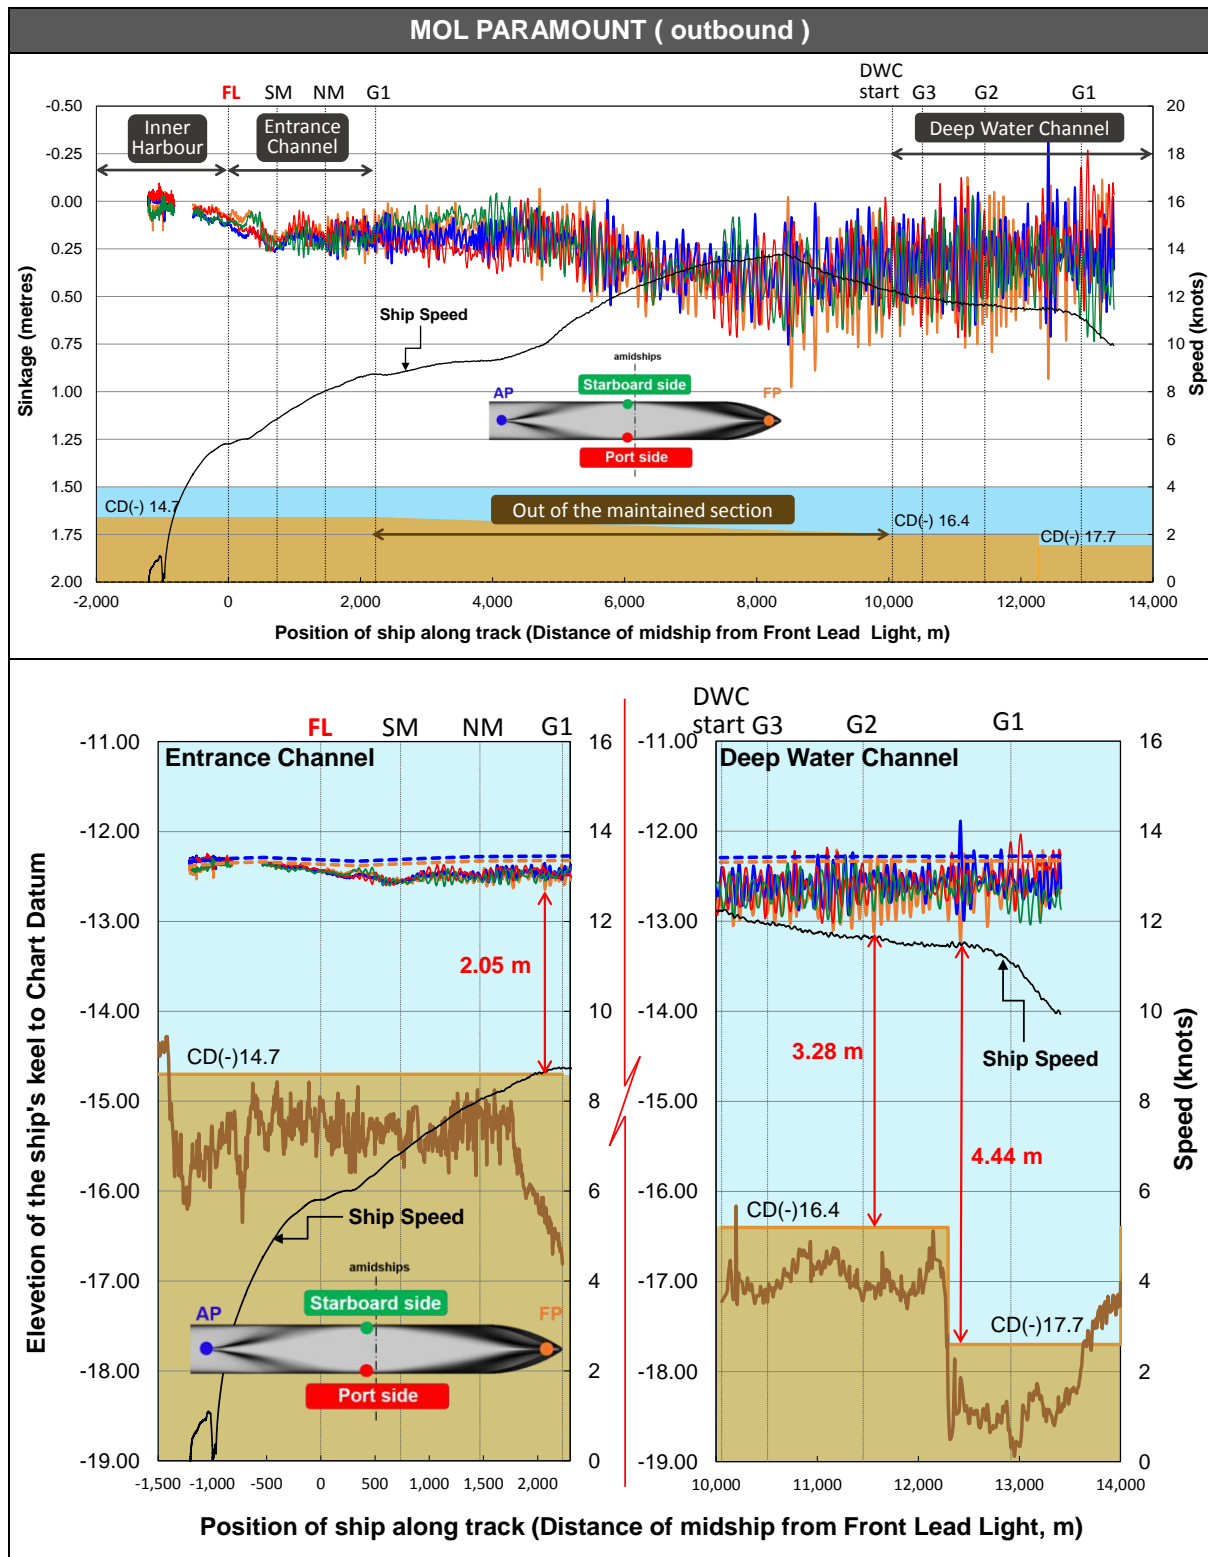 MOL PARAMOUNT ( outbound )
DWC
FL SM NM G1 start G3 G2 G1
-0.50 20
Inner Entrance Deep Water Channel
Harbour Channel
-0.25 18
0.00 16
0.25 14
0.50 12
Ship Speed
0.75 10
amidships
AP Starboard side FP
1.00 8
1.25 6
Port side
1.50 4
CD(-) 14.7 Out of the maintained section CD(-) 16.4
1.75 2
CD(-) 17.7
2.00 0
Sinkage (metres)
Speed (knots)
-2,000 0 2,000 4,000 6,000 8,000 10,000 12,000 14,000
Position of ship along track (Distance of midship from Front Lead Light, m)
DWC
FL SM NM G1 start G3 G2 G1
-11.00 16 -11.00 16
Entrance Channel Deep Water Channel
-12.00 14 -12.00 14
-13.00 12 -13.00 12
2.05 m
-14.00 10 -14.00 10
3.28 m Ship Speed
CD(-)14.7
-15.00 8 -15.00 8
4.44 m
-16.00 6 -16.00 6
Ship Speed CD(-)16.4
-17.00 4 -17.00 4
amidships
AP Starboard side FP
CD(-)17.7
-18.00 2 -18.00 2
Port side
-19.00 0 -19.00 0
Elevetion of the ship's keel to Chart Datum
Speed (knots)
-1,500 -1,000 -500 0 500 1,000 1,500 2,000 10,000 11,000 12,000 13,000 14,000
Position of ship along track (Distance of midship from Front Lead Light, m)